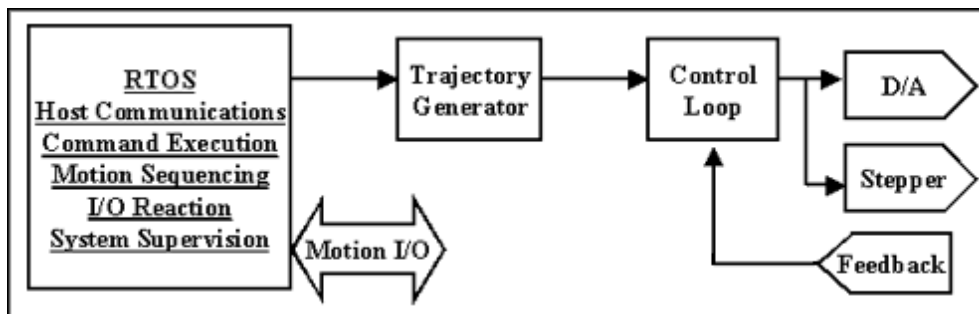 RTOS
Host Communications
Command Execution
Motion Sequencing
I/O Reaction
System Supervision
Motion I/O
Trajectory
Generator
Control
Loop
D/A
Stepper
Feedback